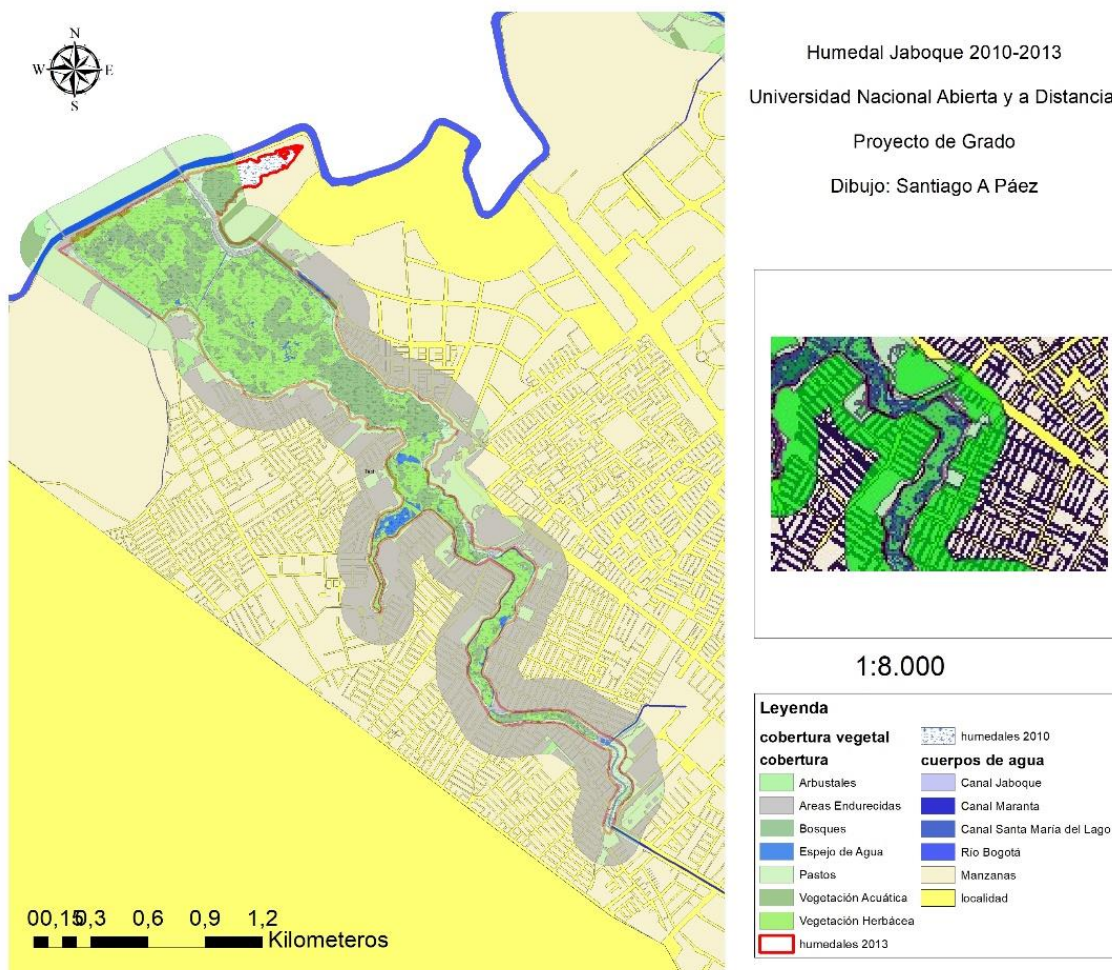 N
W E
S
Humedal Jaboque 2010-2013
Universidad Nacional Abierta y a Distancia
Proyecto de Grado
Dibujo: Santiago A Páez
1:8.000
Leyenda
cobertura vegetal
cobertura
Arbustales
Areas Endurecidas
Bosques
Espejo de Agua
Pastos
Vegetación Acuática
Vegetación Herbácea
humedales 2013
humedales 2010
cuerpos de agua
Canal Jaboque
Canal Maranta
Canal Santa María del Lago
Río Bogotá
Manzanas
localidad
00,150,3 0,6 0,9 1,2
Kilometeros